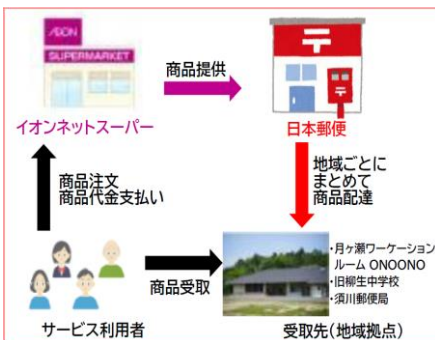 AEON
SUPERMARKET
商品提供
イオンネットスーパー
日本郵便
商品注文
商品代金支払い
地域ごとに
まとめて
商品配達
商品受取
・月ヶ瀬ワーケーション
ルーム ONOONO
・旧柳生中学校
・須川郵便局
サービス利用者
受取先(地域拠点)